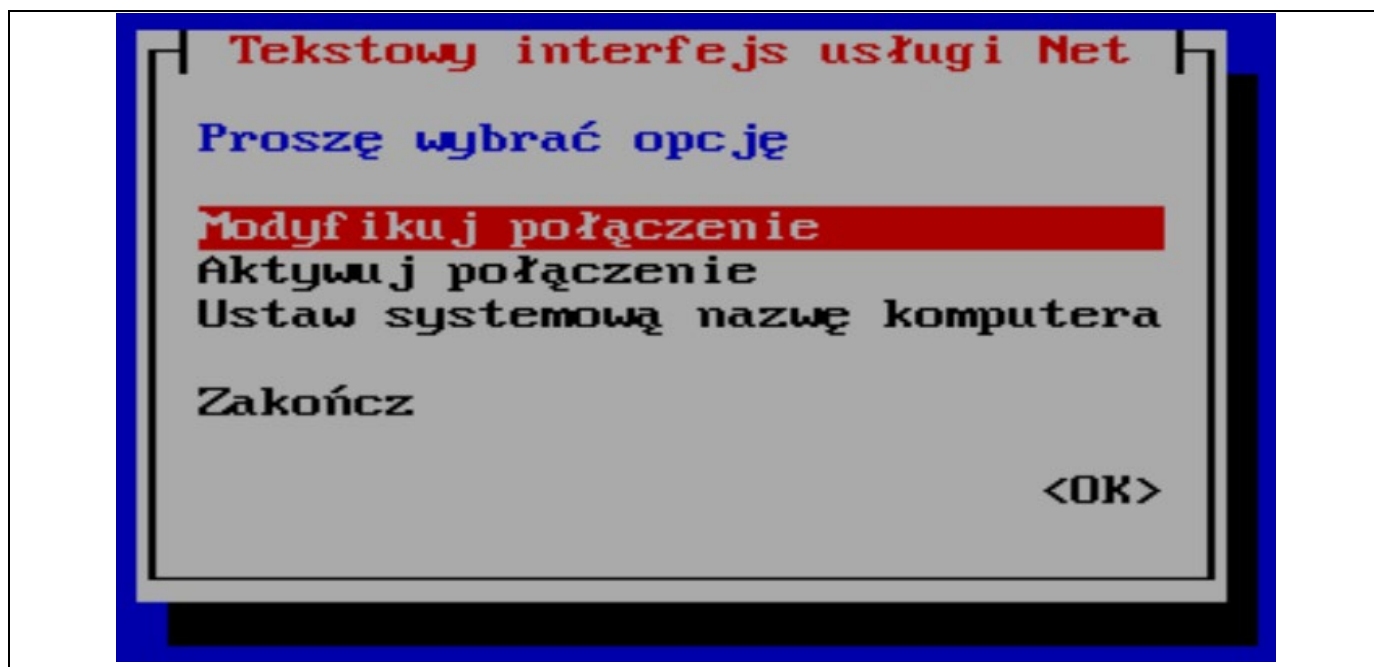 Tekstowy interfejs usługi Net
Proszę wybrać opcję
Modyfikuj połączenie
Aktywuj połączenie
Ustaw systemową nazwę komputera
Zakończ
<OK>